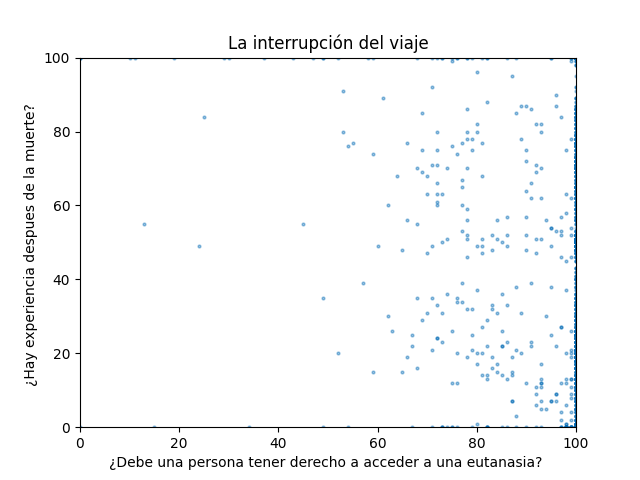 La interrupción del viaje
100
80
60
40
20
0
¿Hay experiencia despues de la muerte?
0 20 40 60 80 100
¿Debe una persona tener derecho a acceder a una eutanasia?